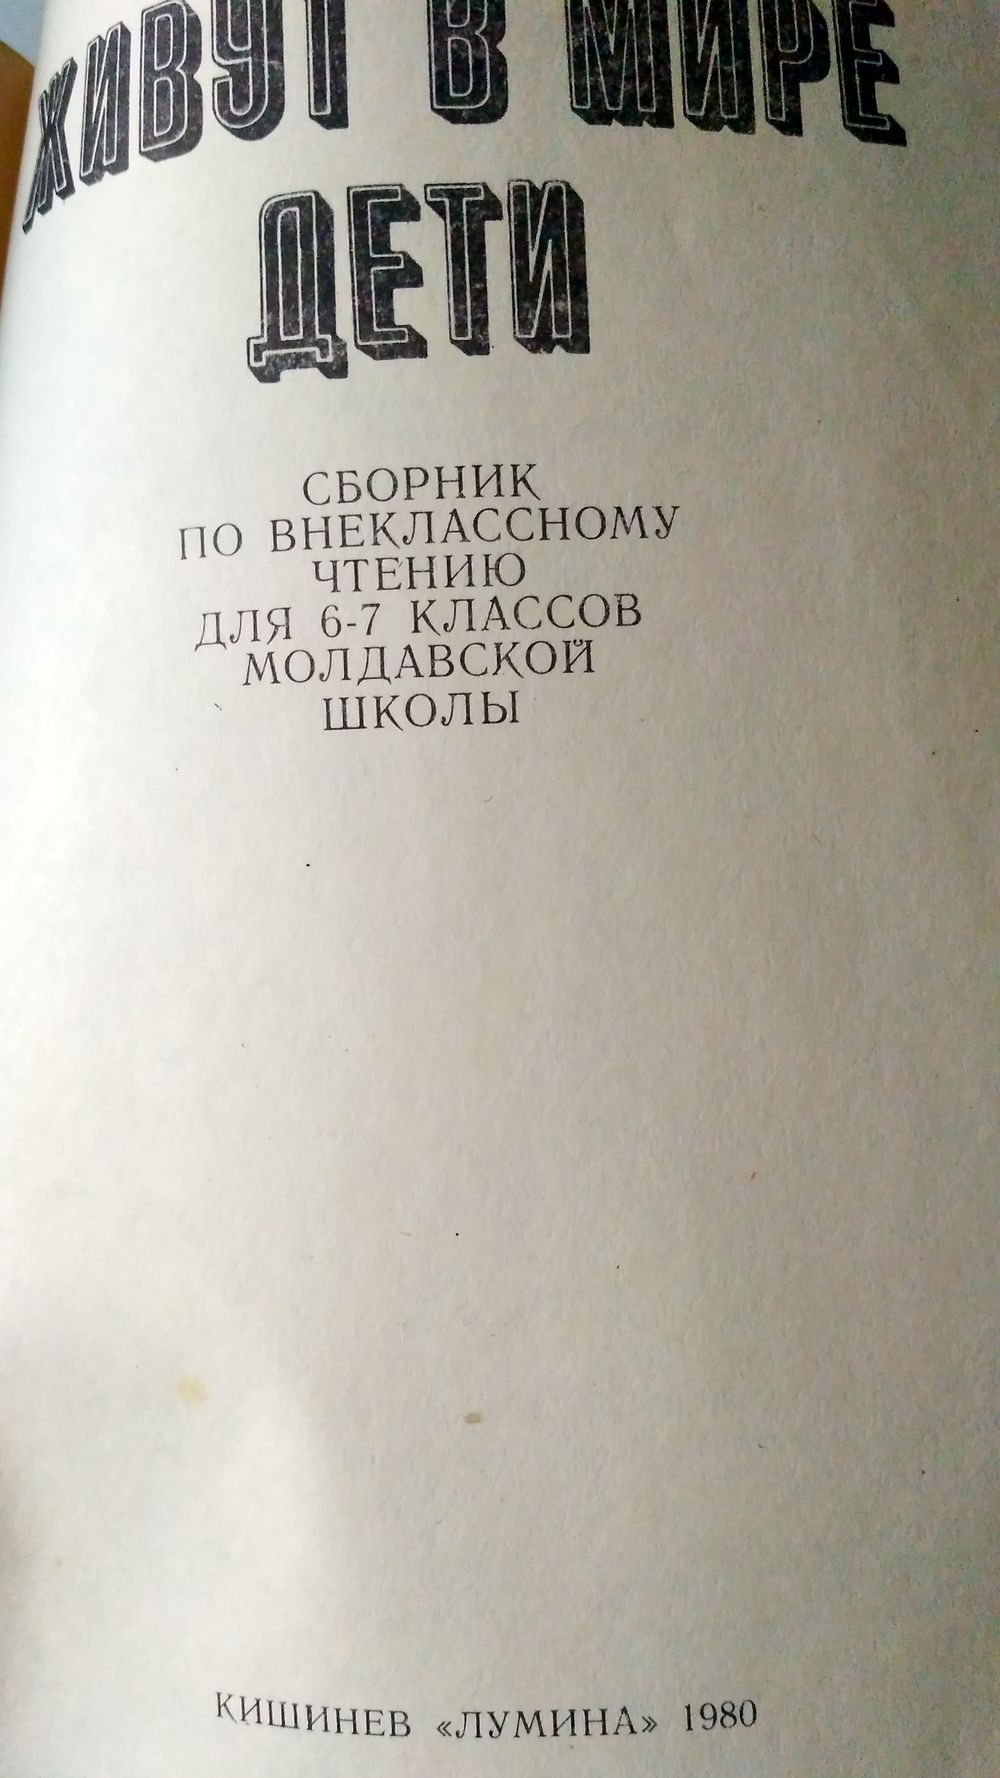 ЖИВУТ В МИРЕ
ДЕТИ
СБОРНИК
ПО ВНЕКЛАССНОМУ
ЧТЕНИЮ
ДЛЯ 6-7 КЛАССОВ
МОЛДАВСКОЙ
ШКОЛЫ
КИШИНЕВ «ЛУМИНА» 1980